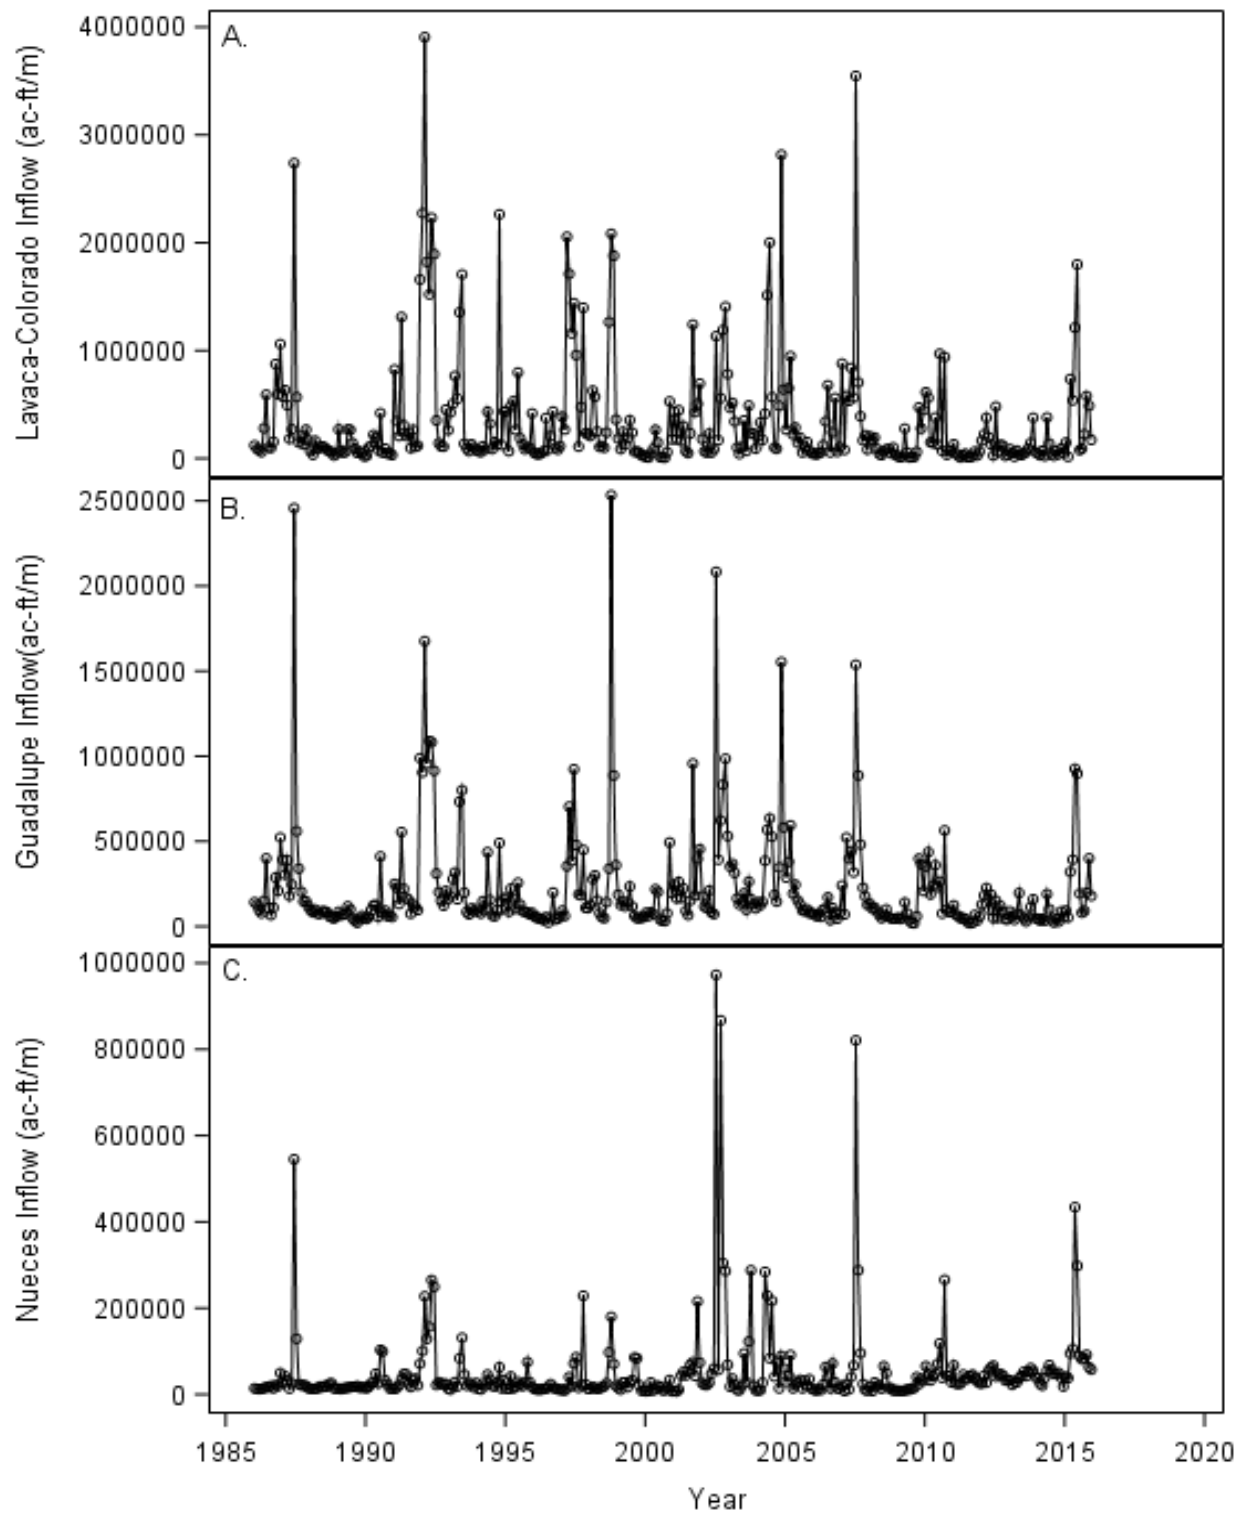 A.
Lavaca-Colorado Inflow (ac-ft/m)
4000000
3000000
2000000
1000000
0
B.
Guadalupe Inflow(ac-ft/m)
2500000
2000000
1500000
1000000
500000
0
C.
Nueces Inflow (ac-ft/m)
1000000
800000
600000
400000
200000
0
1985 1990 1995 2000 2005 2010 2015 2020
Year